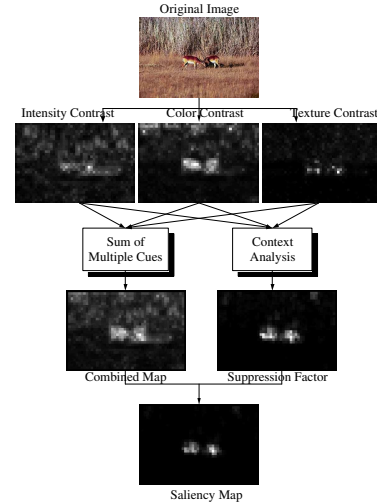 Original Image
Intensity Contrast
Color Contrast
Texture Contrast
Sum of
Multiple Cues
Context
Analysis
Combined Map
Suppression Factor
Saliency Map